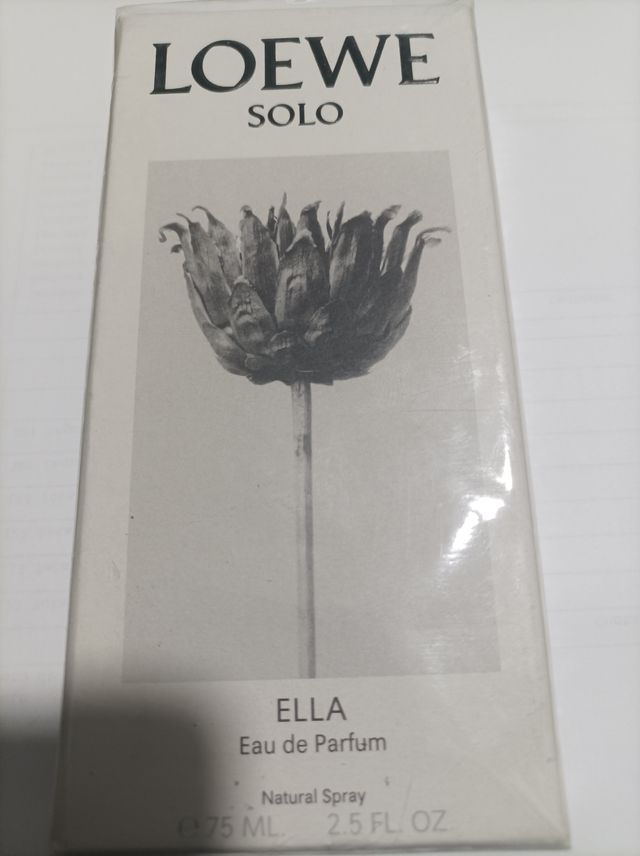 LOEWE
SOLO
ELLA
Eau de Parfum
Natural Spray
℮ 75 ML. 2.5 FL. OZ